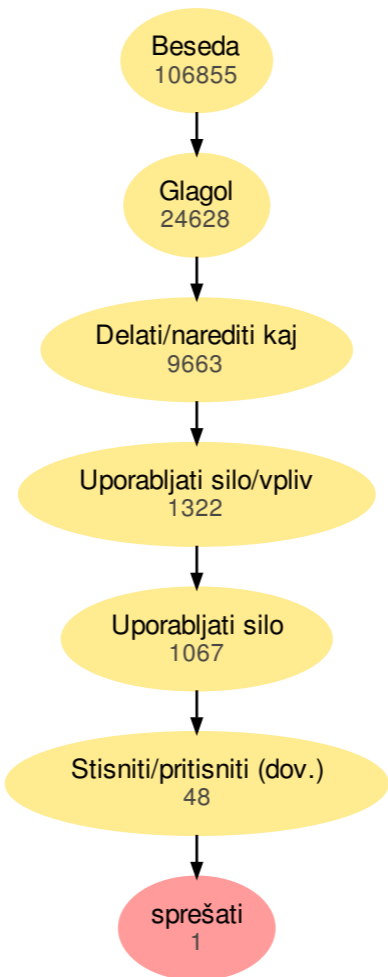 Beseda
106855
Glagol
24628
Delati/narediti kaj
9663
Uporabljati silo/vpliv
1322
Uporabljati silo
1067
Stisniti/pritisniti (dov.)
48
sprešati
1